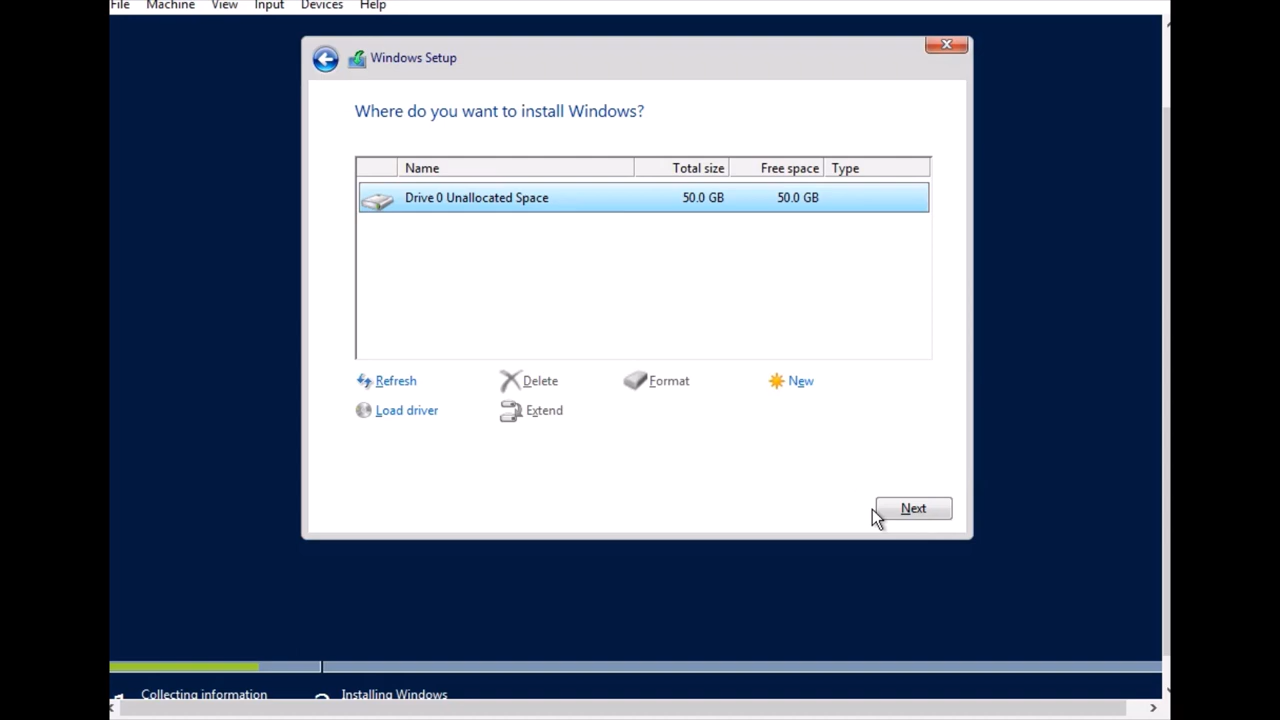 File Machine View Input Devices Help
Windows Setup
Where do you want to install Windows?
Name Total size Free space Type
Drive 0 Unallocated Space 50.0 GB 50.0 GB
Refresh Delete Format New
Load driver Extend
Next
Collecting information Installing Windows